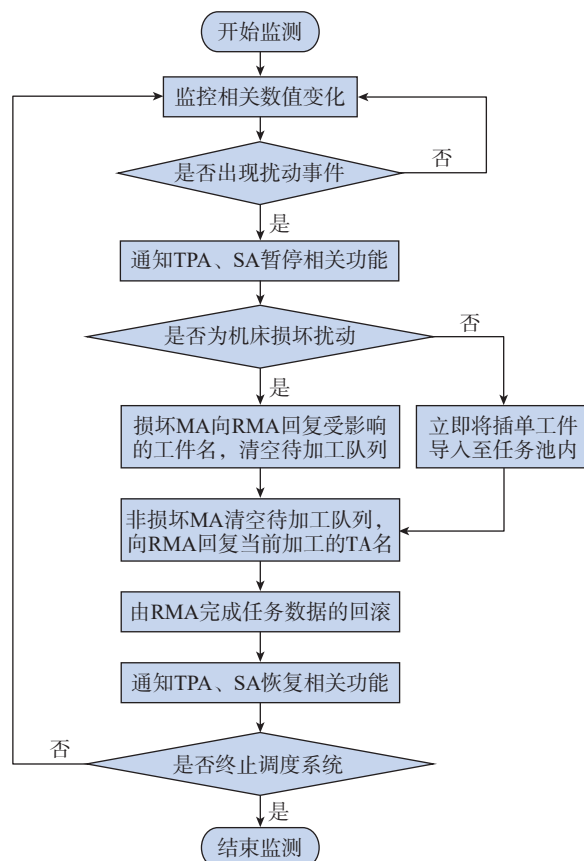 开始监测
监控相关数值变化
是否出现扰动事件
否
是
通知TPA、SA暂停相关功能
是否为机床损坏扰动
否
是
损坏MA向RMA回复受影响
的工件名，清空待加工队列
立即将插单工件
导入至任务池内
非损坏MA清空待加工队列，
向RMA回复当前加工的TA名
由RMA完成任务数据的回滚
通知TPA、SA恢复相关功能
否
是否终止调度系统
是
结束监测